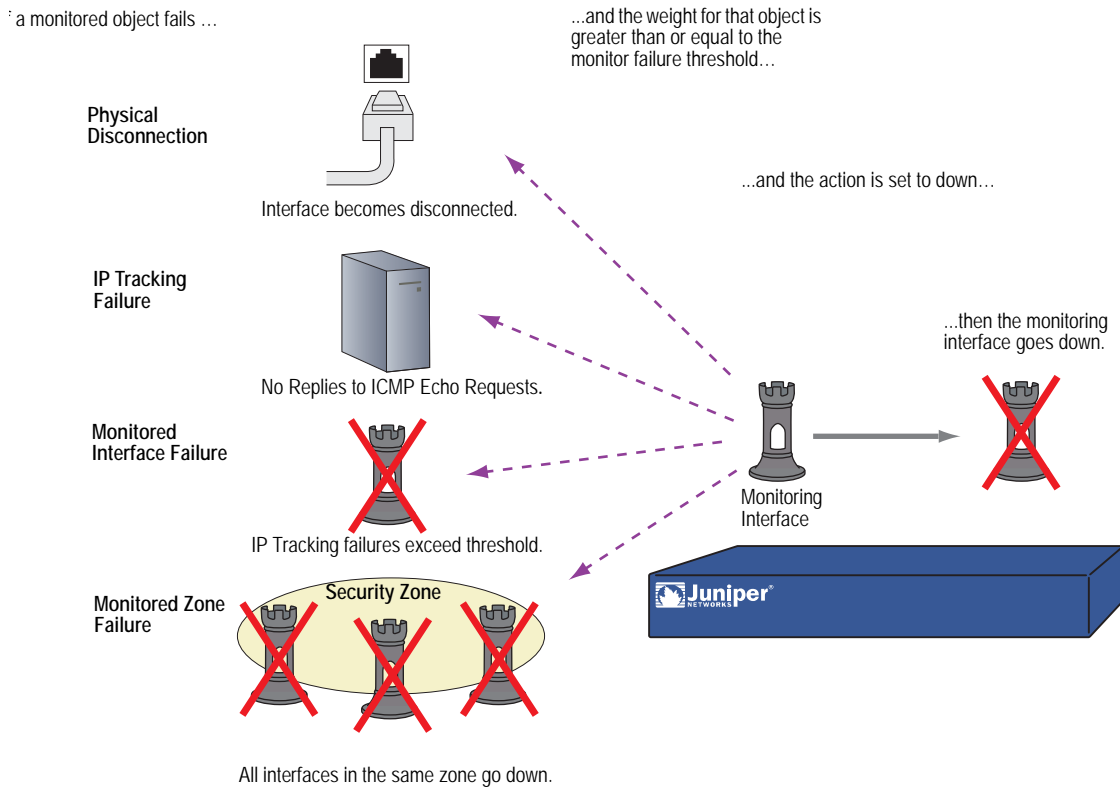 a monitored object fails …
...and the weight for that object is
greater than or equal to the
monitor failure threshold…
Physical
Disconnection
...and the action is set to down…
Interface becomes disconnected.
IP Tracking
Failure
...then the monitoring
interface goes down.
No Replies to ICMP Echo Requests.
Monitored
Interface Failure
Monitoring
Interface
IP Tracking failures exceed threshold.
Monitored Zone
Failure
Security Zone
Juniper®
NETWORKS
All interfaces in the same zone go down.